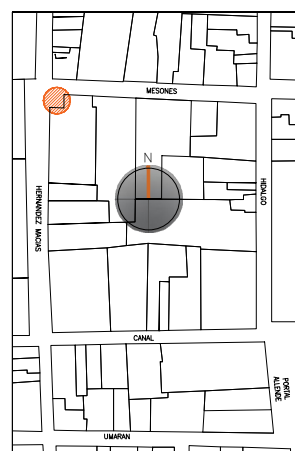 MESONES
N
HERNANDEZ MACIAS
HIDALGO
CANAL
PORTAL
ALLENDE
UMARAN